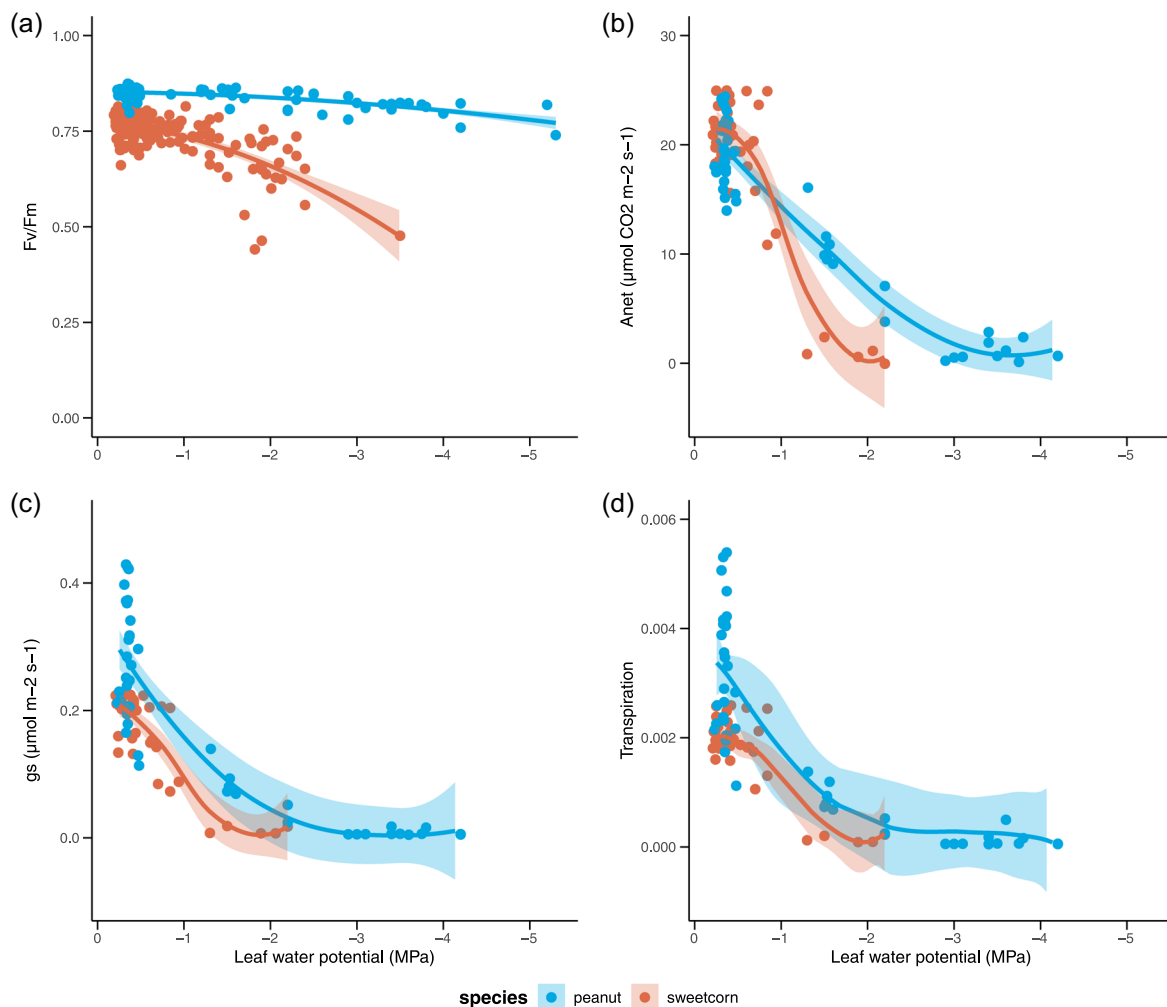 (a)
1.00
0.75
0.50
0.25
0.00
Fv/Fm
0 −1 −2 −3 −4 −5
(b)
30
20
10
0
Anet (μmol CO2 m−2 s−1)
0 −1 −2 −3 −4 −5
(c)
0.4
0.2
0.0
gs (μmol m−2 s−1)
0 −1 −2 −3 −4 −5
Leaf water potential (MPa)
(d)
0.006
0.004
0.002
0.000
Transpiration
0 −1 −2 −3 −4 −5
Leaf water potential (MPa)
species peanut sweetcorn